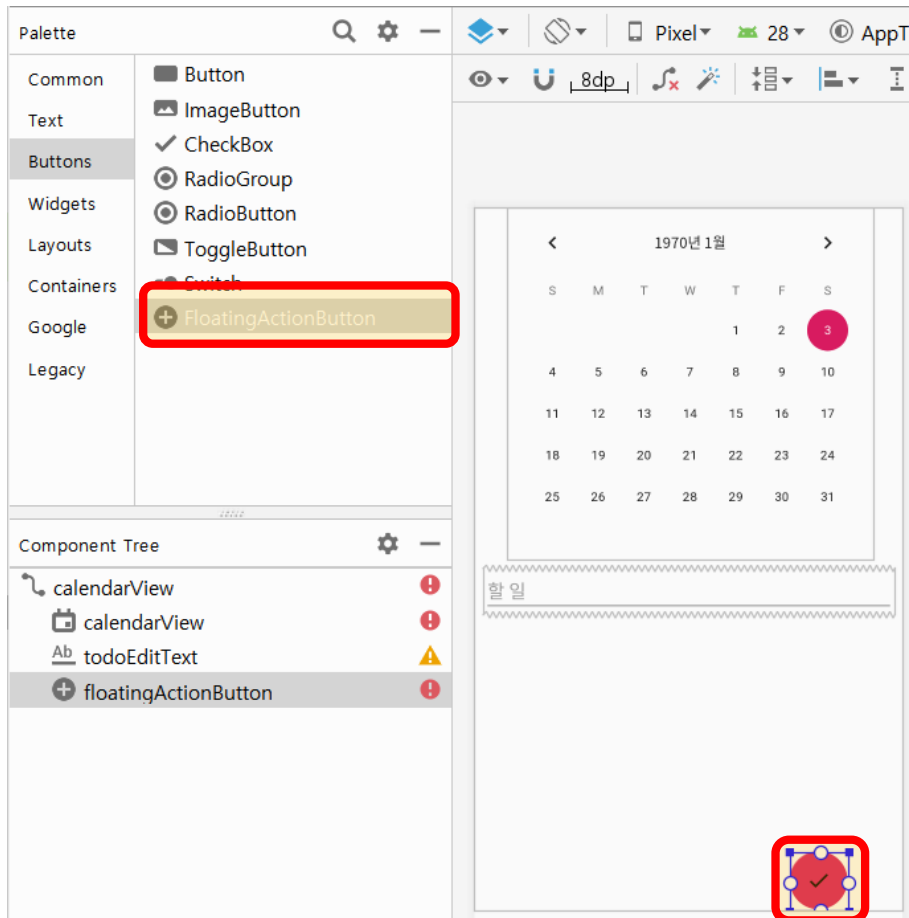 Palette
Pixel
28
AppT
Common
Text
Buttons
Widgets
Layouts
Containers
Google
Legacy
Button
ImageButton
CheckBox
RadioGroup
RadioButton
ToggleButton
Switch
FloatingActionButton
8dp
1970년 1월
S M T W T F S
1 2 3
4 5 6 7 8 9 10
11 12 13 14 15 16 17
18 19 20 21 22 23 24
25 26 27 28 29 30 31
할 일
Component Tree
calendarView
calendarView
Ab todoEditText
floatingActionButton